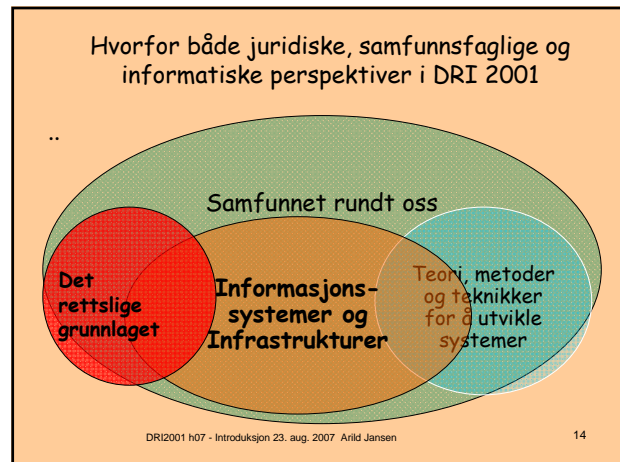 Hvorfor både juridiske, samfunnsfaglige og
informatiske perspektiver i DRI 2001
..
Samfunnet rundt oss
Det
rettslige
grunnlaget
Informasjons-
systemer og
Infrastrukturer
Teori, metoder
og teknikker
for å utvikle
systemer
DRI2001 h07 - Introduksjon 23. aug. 2007 Arild Jansen
14